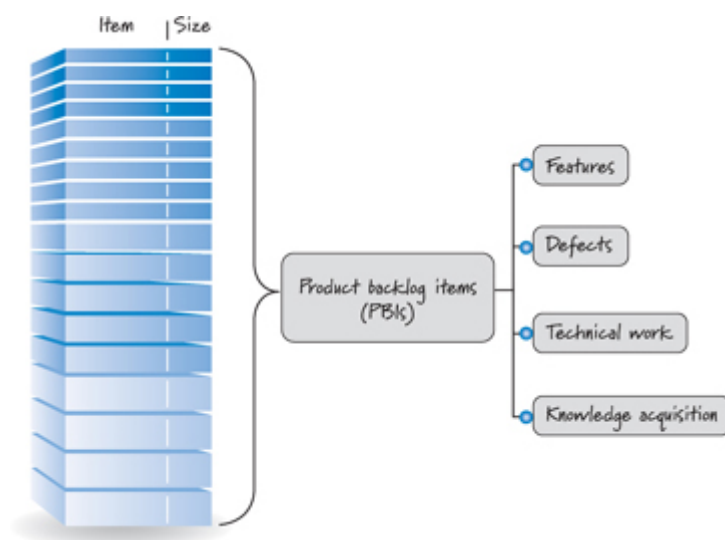 Item | Size
Features
Defects
Product backlog items
(PBIs)
Technical work
Knowledge acquisition